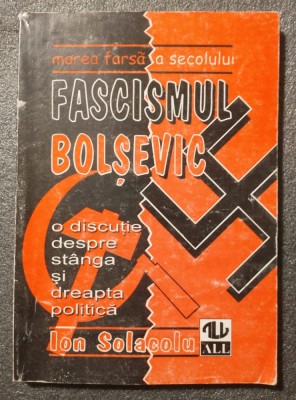 marea farsă a secolului
FASCISMUL
BOLȘEVIC
o discuție
despre
stânga
și
dreapta
politică
Ion Solacolu
ALL